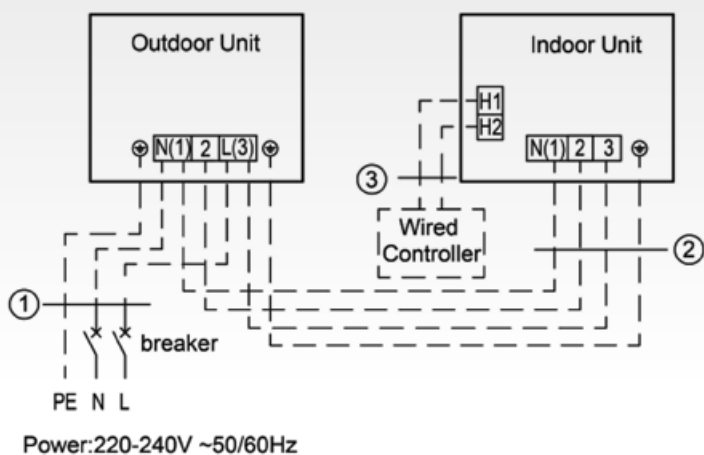 Outdoor Unit
Indoor Unit
H1
H2
N(1) 2 L(3)
N(1) 2 3
③
Wired
Controller
②
①
breaker
PE N L
Power:220-240V ~50/60Hz